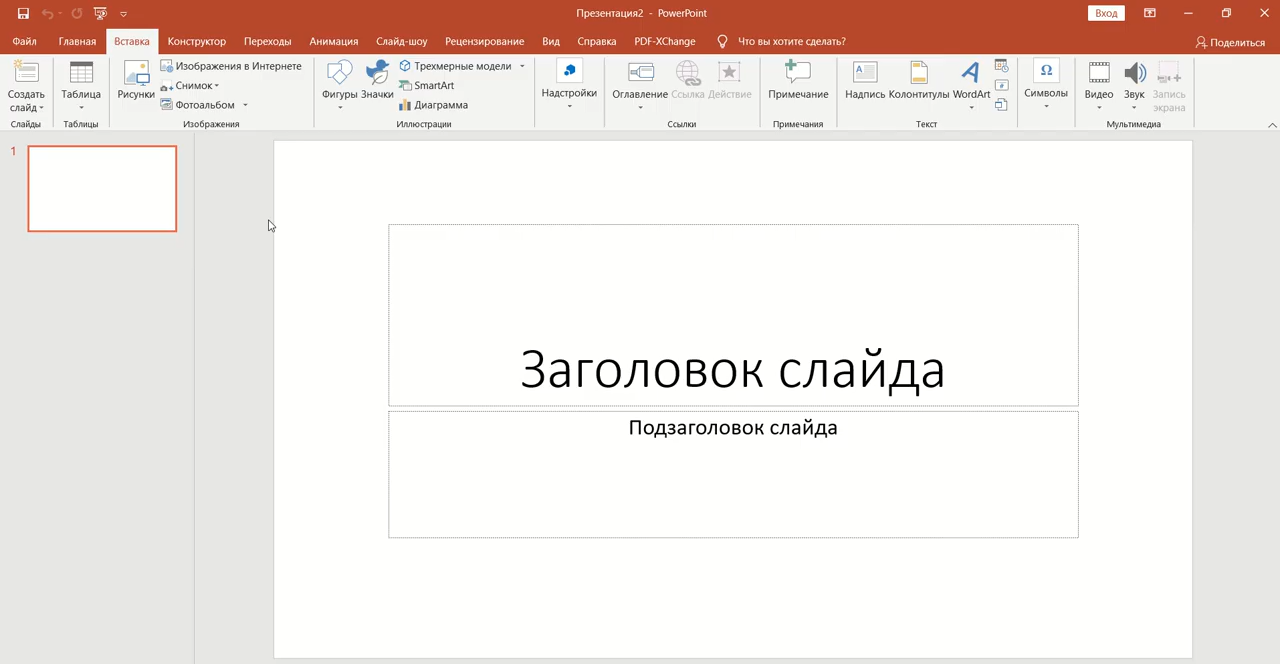 Презентация2 - PowerPoint
Вход
Файл Главная Вставка Конструктор Переходы Анимация Слайд-шоу Рецензирование Вид Справка PDF-XChange Что вы хотите сделать? Поделиться
Создать слайд
Слайды
Таблица
Таблицы
Рисунки
Изображения в Интернете
Снимок
Фотоальбом
Изображения
Фигуры
Значки
Трехмерные модели
SmartArt
Диаграмма
Иллюстрации
Надстройки
Оглавление
Ссылка
Действие
Ссылки
Примечание
Примечания
Надпись
Колонтитулы
WordArt
Текст
Символы
Видео
Звук
Запись экрана
Мультимедиа
1
Заголовок слайда
Подзаголовок слайда